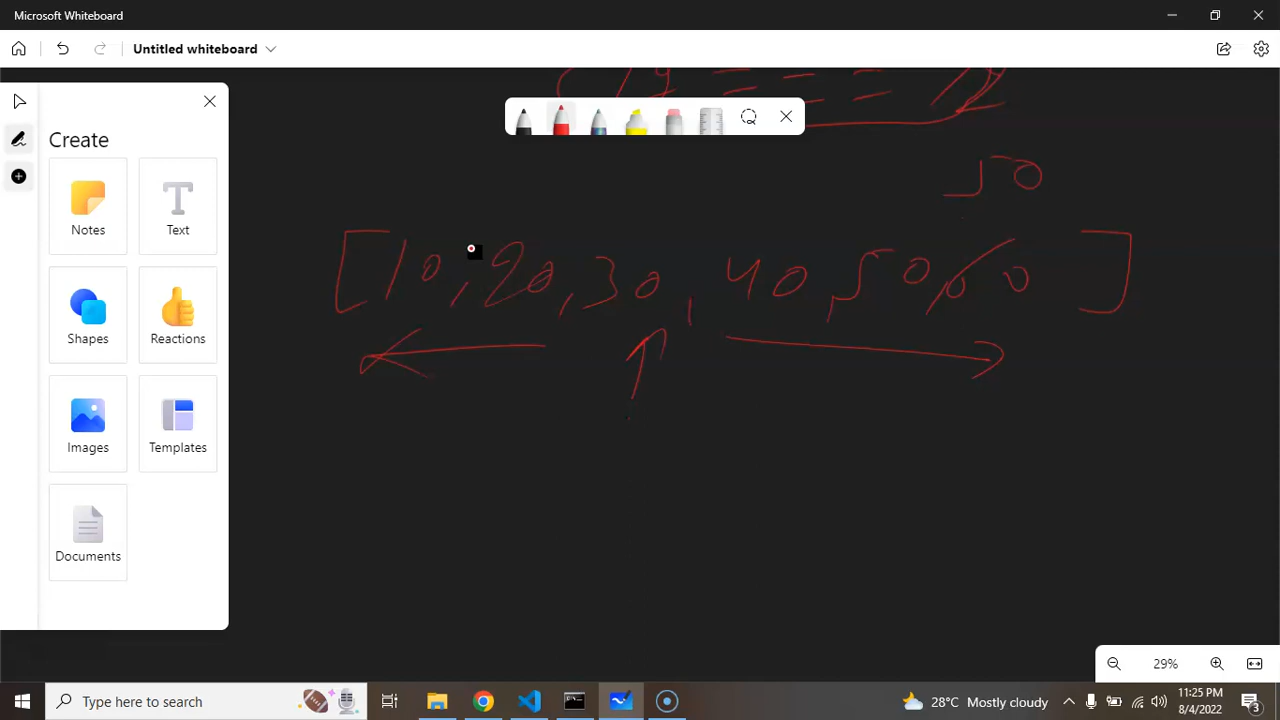 Microsoft Whiteboard
Untitled whiteboard
Create
Notes
Text
Shapes
Reactions
Images
Templates
Documents
50
[10,20,30,40,50,60]
29%
Type here to search
28°C Mostly cloudy
11:25 PM
8/4/2022
3